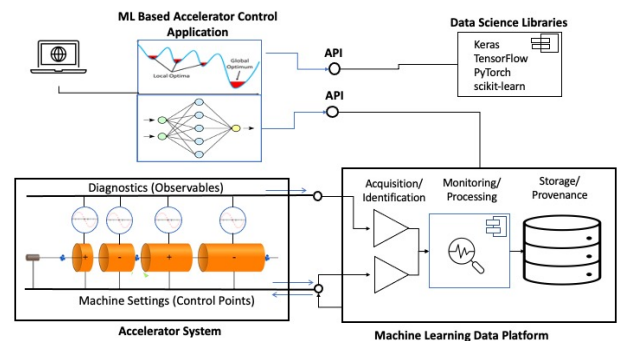 ML Based Accelerator Control
Application
Data Science Libraries
API
Global
Optimum
Local Optima
Keras
TensorFlow
PyTorch
scikit-learn
API
Diagnostics (Observables)
Acquisition/
Identification
Monitoring/
Processing
Storage/
Provenance
+ - + -
Machine Settings (Control Points)
Accelerator System
Machine Learning Data Platform